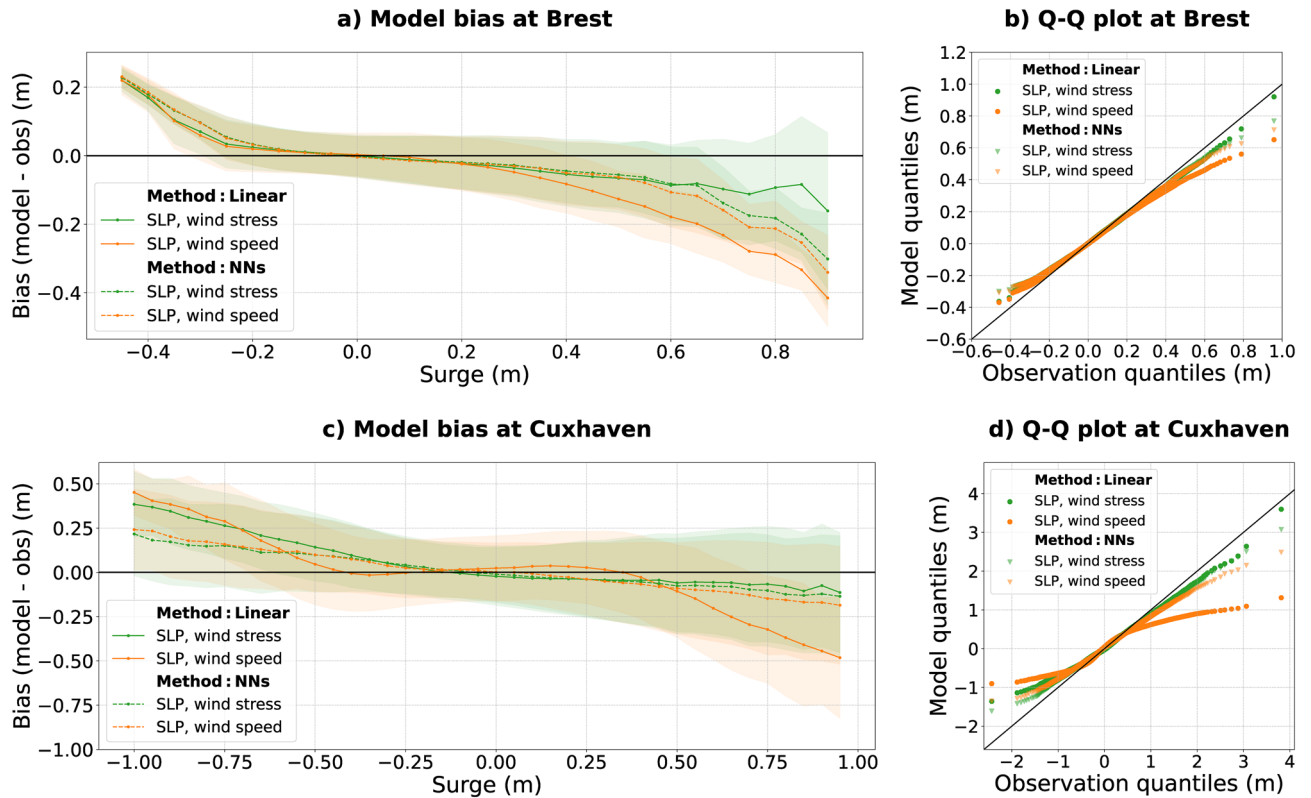 a) Model bias at Brest
Bias (model - obs) (m)
0.2
0.0
−0.2
−0.4
Method : Linear
SLP, wind stress
SLP, wind speed
Method : NNs
SLP, wind stress
SLP, wind speed
−0.4 −0.2 0.0 0.2 0.4 0.6 0.8
Surge (m)
b) Q-Q plot at Brest
Model quantiles (m)
1.2
1.0
0.8
0.6
0.4
0.2
0.0
−0.2
−0.4
−0.6
Method : Linear
SLP, wind stress
SLP, wind speed
Method : NNs
SLP, wind stress
SLP, wind speed
−0.6 −0.4 −0.2 0.0 0.2 0.4 0.6 0.8 1.0
Observation quantiles (m)
c) Model bias at Cuxhaven
Bias (model - obs) (m)
0.50
0.25
0.00
−0.25
−0.50
−0.75
−1.00
Method : Linear
SLP, wind stress
SLP, wind speed
Method : NNs
SLP, wind stress
SLP, wind speed
−1.00 −0.75 −0.50 −0.25 0.00 0.25 0.50 0.75 1.00
Surge (m)
d) Q-Q plot at Cuxhaven
Model quantiles (m)
4
3
2
1
0
−1
−2
Method : Linear
SLP, wind stress
SLP, wind speed
Method : NNs
SLP, wind stress
SLP, wind speed
−2 −1 0 1 2 3 4
Observation quantiles (m)